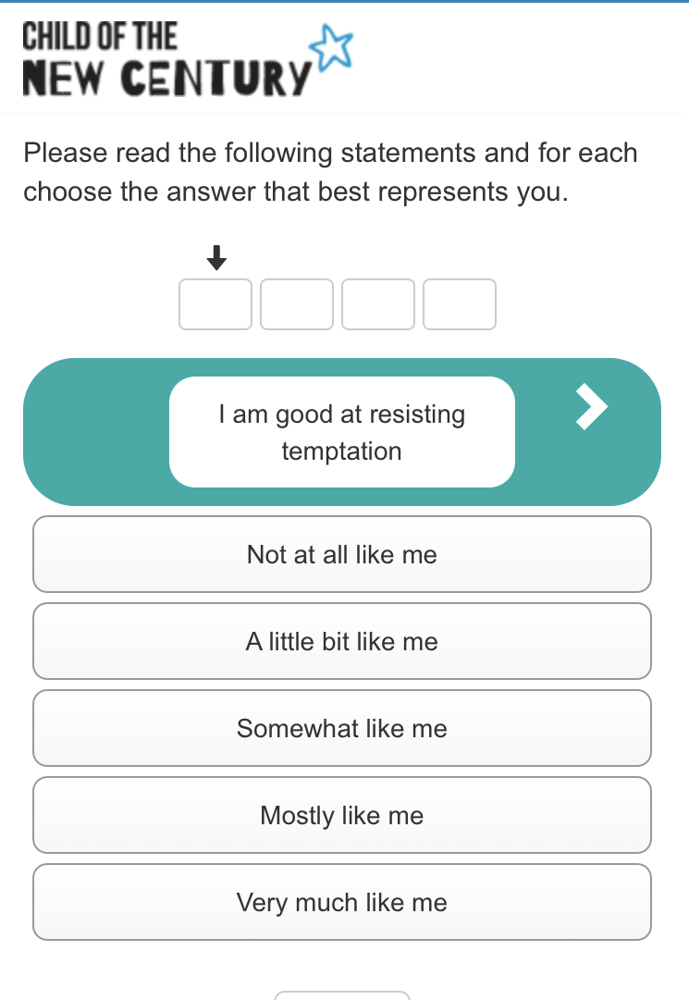 CHILD OF THE
NEW CENTURY
Please read the following statements and for each
choose the answer that best represents you.
I am good at resisting
temptation
Not at all like me
A little bit like me
Somewhat like me
Mostly like me
Very much like me